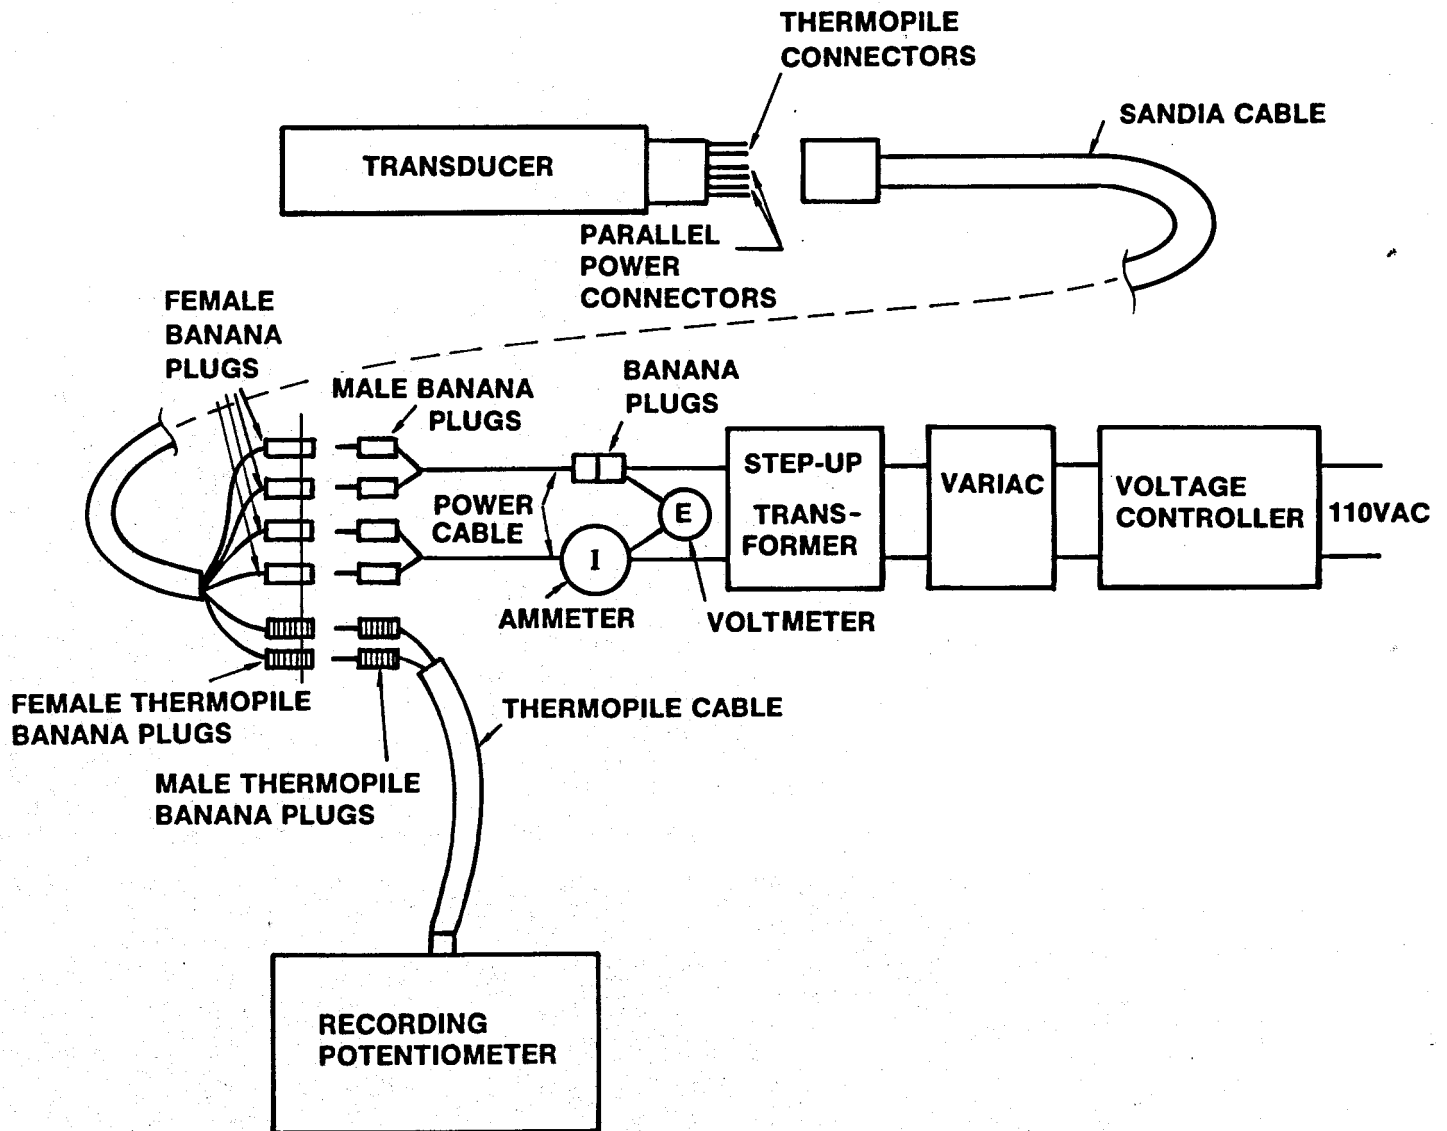 THERMOPILE
CONNECTORS
SANDIA CABLE
TRANSDUCER
PARALLEL
POWER
CONNECTORS
FEMALE
BANANA
PLUGS
MALE BANANA
PLUGS
BANANA
PLUGS
STEP-UP
TRANS-
FORMER
VARIAC
VOLTAGE
CONTROLLER
110VAC
POWER
CABLE
E
I
AMMETER
VOLTMETER
FEMALE THERMOPILE
BANANA PLUGS
THERMOPILE CABLE
MALE THERMOPILE
BANANA PLUGS
RECORDING
POTENTIOMETER